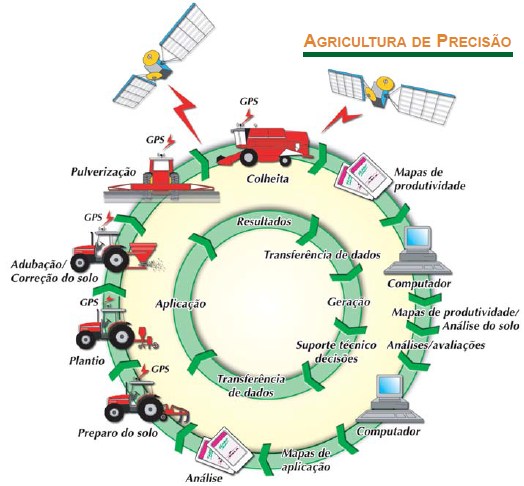 AGRICULTURA DE PRECISÃO
GPS
GPS
Pulverização
Colheita
Mapas de
produtividade
GPS
Resultados
Transferência de dados
Adubação/
Correção do solo
Computador
Aplicação
Geração
GPS
Mapas de produtividade/
Análise do solo
Suporte técnico
decisões
Análises/avaliações
Plantio
GPS
Transferência
de dados
Preparo do solo
Computador
Mapas de
aplicação
Análise